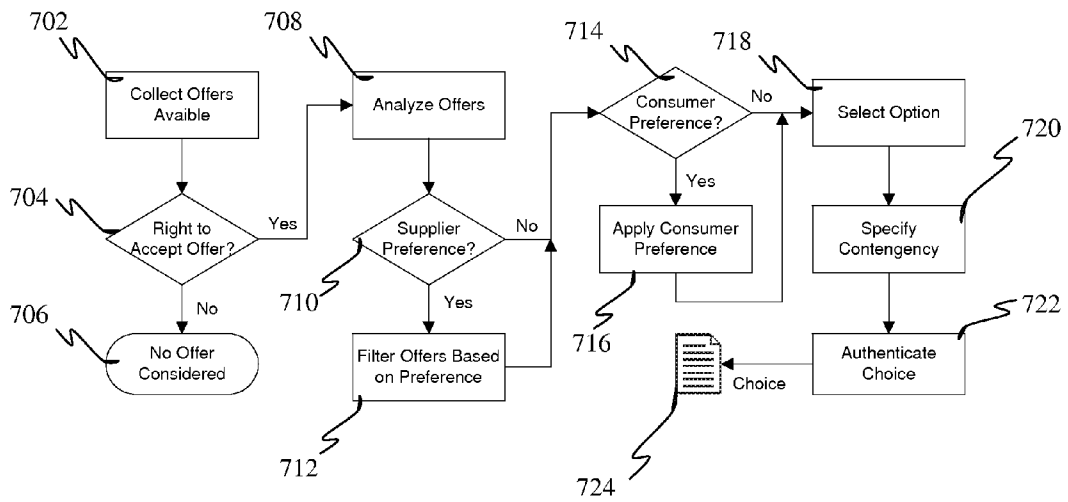 702
Collect Offers
Avaible
704
Right to
Accept Offer?
Yes
No
706
No Offer
Considered
708
Analyze Offers
Supplier
Preference?
No
710
Yes
Filter Offers Based
on Preference
712
714
Consumer
Preference?
No
Yes
Apply Consumer
Preference
716
718
Select Option
720
Specify
Contengency
722
Authenticate
Choice
Choice
724